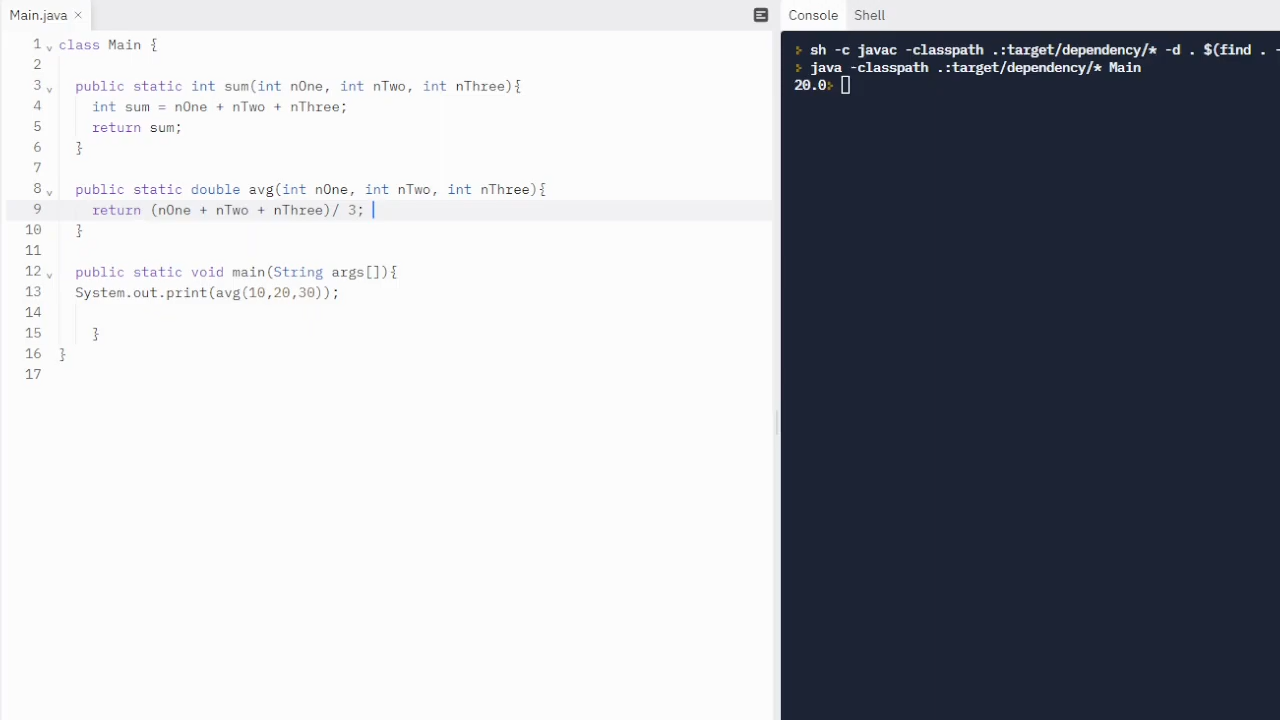 Main.java ×
Console Shell
1 class Main {
2
3 public static int sum(int nOne, int nTwo, int nThree){
4 int sum = nOne + nTwo + nThree;
5 return sum;
6 }
7
8 public static double avg(int nOne, int nTwo, int nThree){
9 return (nOne + nTwo + nThree)/ 3;
10 }
11
12 public static void main(String args[]){
13 System.out.print(avg(10,20,30));
14
15 }
16 }
17
sh -c javac -classpath .:target/dependency/* -d . $(find . -
java -classpath .:target/dependency/* Main
20.0